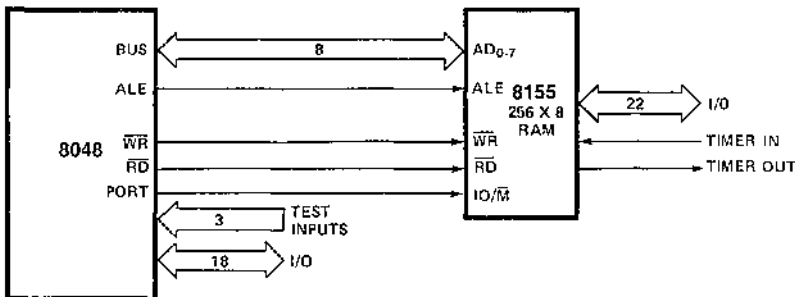 BUS
8
AD0-7
ALE
ALE
8155
256 X 8
RAM
22
I/O
8048
WR
WR
TIMER IN
RD
RD
TIMER OUT
PORT
IO/M
3
TEST
INPUTS
18
I/O